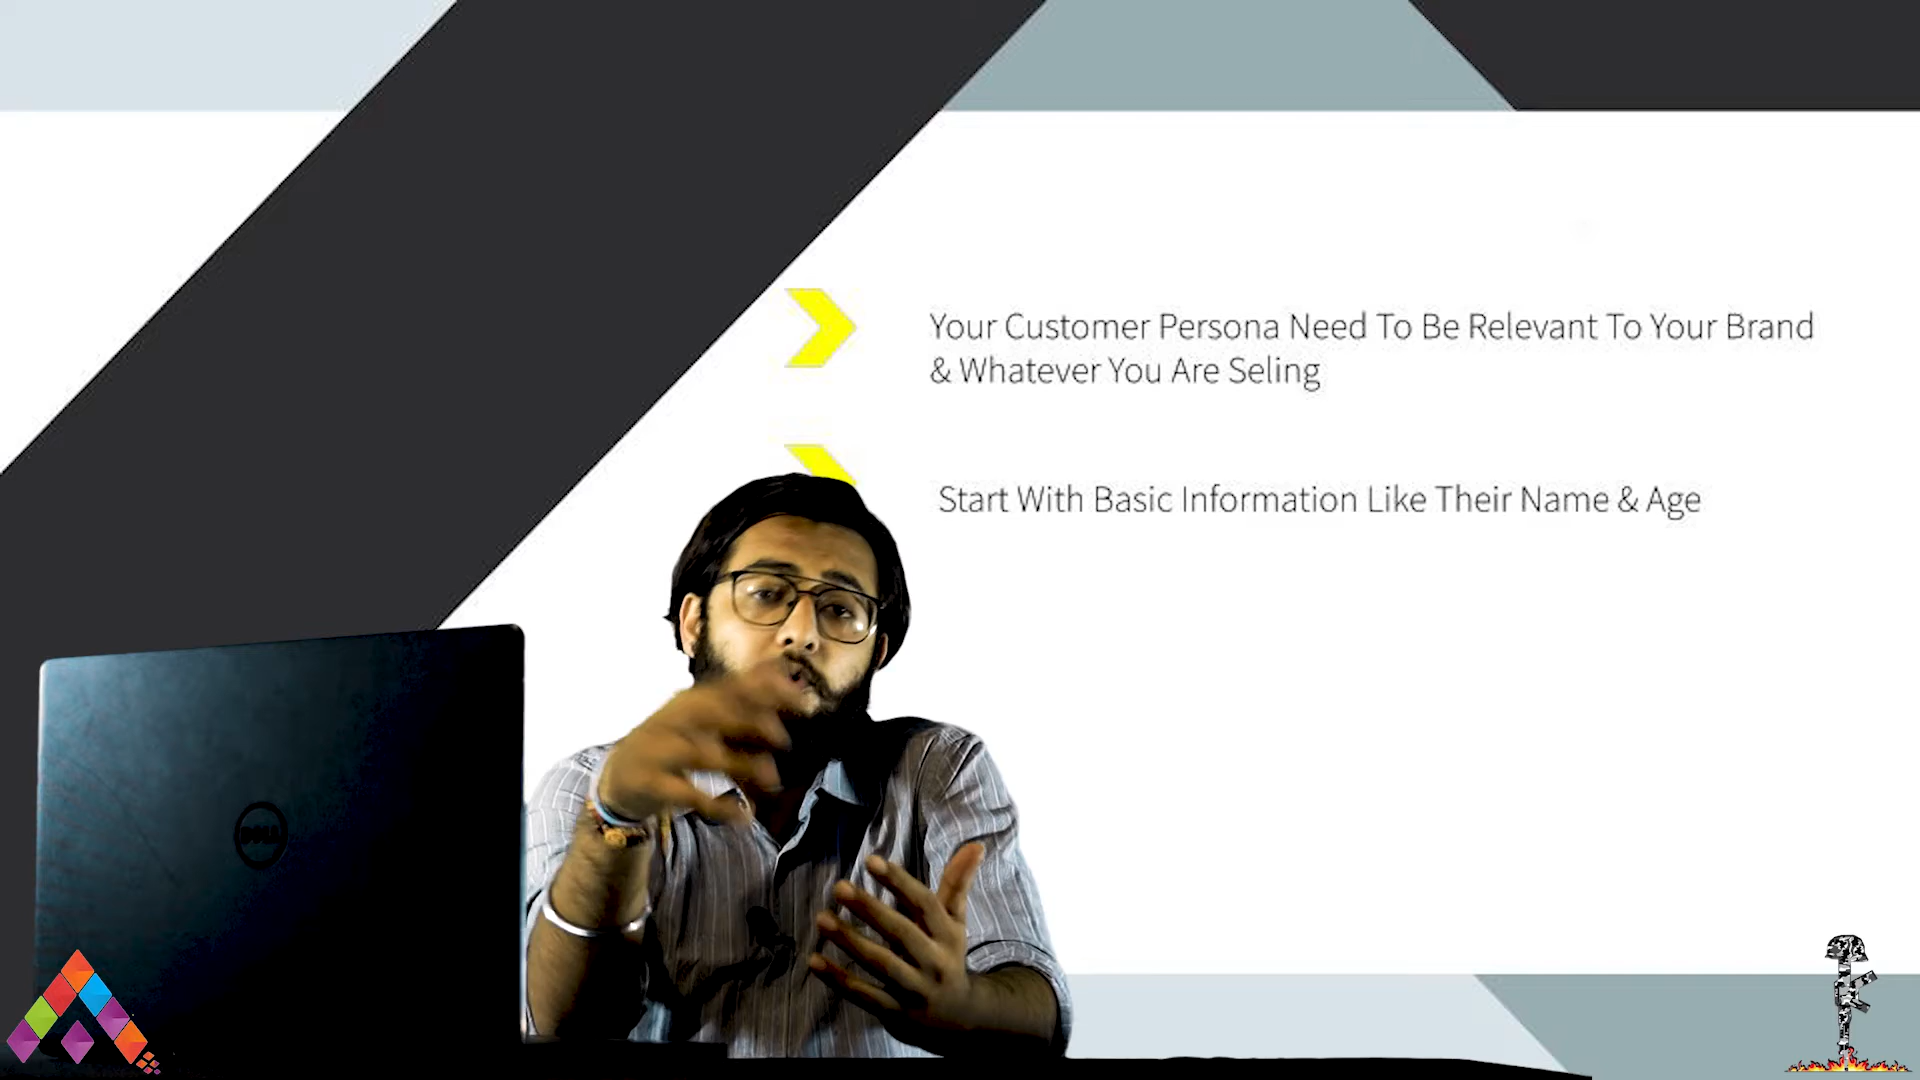 Your Customer Persona Need To Be Relevant To Your Brand
& Whatever You Are Seling
Start With Basic Information Like Their Name & Age
DELL